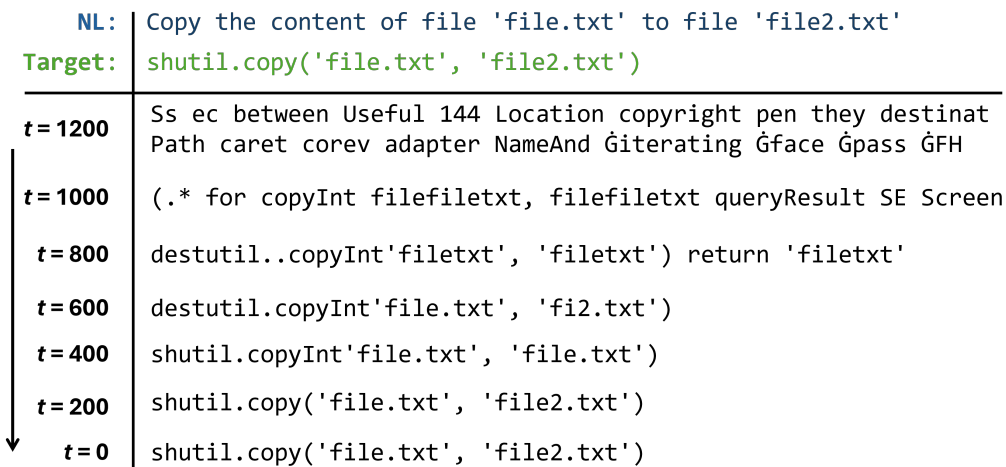 NL: Copy the content of file 'file.txt' to file 'file2.txt'
Target: shutil.copy('file.txt', 'file2.txt')
t = 1200 Ss ec between Useful 144 Location copyright pen they destinat
Path caret corev adapter NameAnd Ġiterating Ġface Ġpass ĠFH
t = 1000 (.* for copyInt filefiletxt, filefiletxt queryResult SE Screen
t = 800 destutil..copyInt'filetxt', 'filetxt') return 'filetxt'
t = 600 destutil.copyInt'file.txt', 'fi2.txt')
t = 400 shutil.copyInt'file.txt', 'file.txt')
t = 200 shutil.copy('file.txt', 'file2.txt')
t = 0 shutil.copy('file.txt', 'file2.txt')